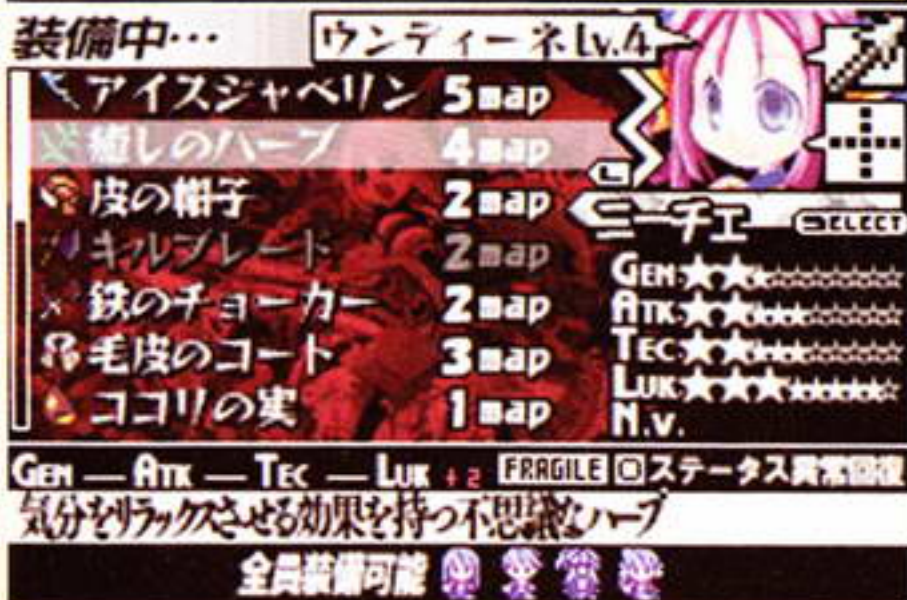 装備中…
ウンディーネLv.4
アイスジャベリン 5map
癒しのハーブ 4map
皮の帽子 2map
キルブレード 2map
鉄のチョーカー 2map
毛皮のコート 3map
ココリの実 1map
L
ニーチェ SELECT
GEN ★★★☆☆☆☆☆☆☆
ATK
TEC
LUK
N.V.
GEN — ATK — TEC — LUK +2 FRAGILE ステータス異常回復
気分をリラックスさせる効果を持つ不思議なハーブ
全員装備可能